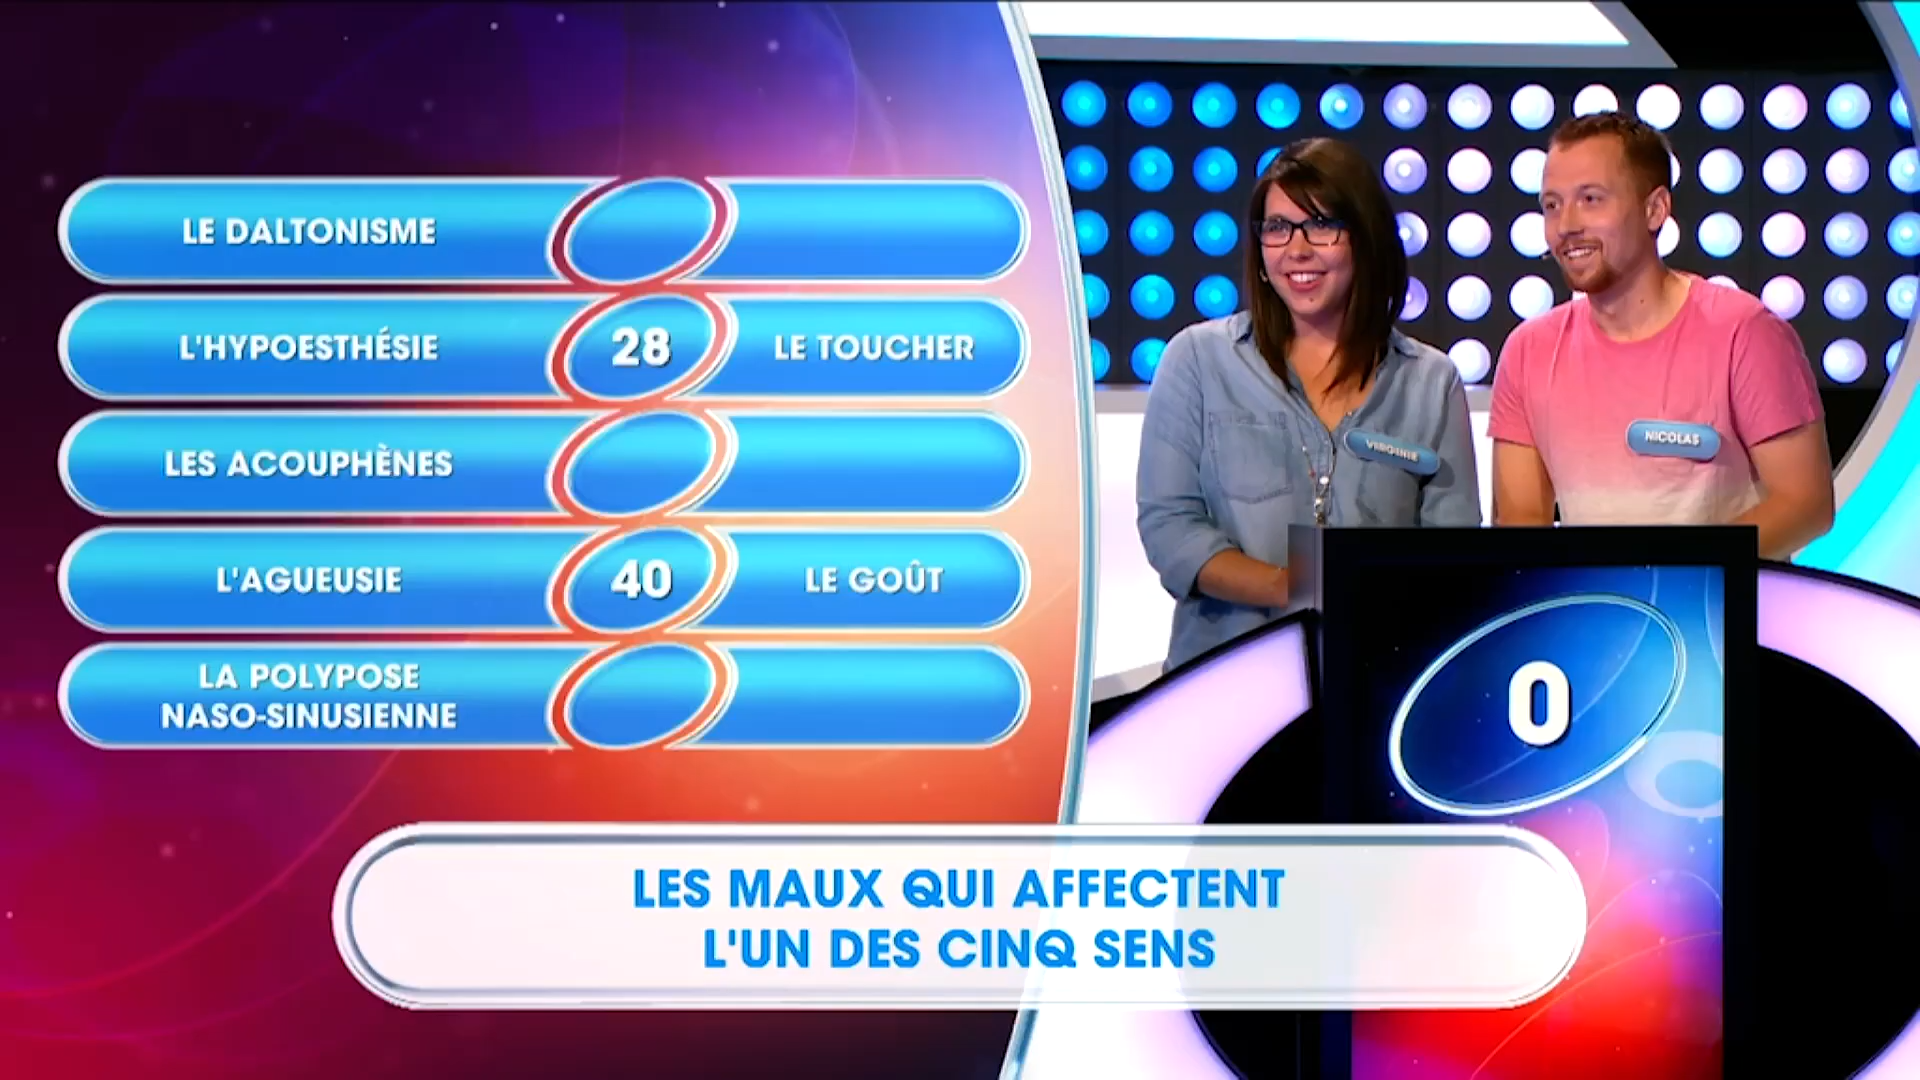 LE DALTONISME
L'HYPOESTHÉSIE 28 LE TOUCHER
LES ACOUPHÈNES
L'AGUEUSIE 40 LE GOÛT
LA POLYPOSE
NASO-SINUSIENNE
VIRGINIE
NICOLAS
0
LES MAUX QUI AFFECTENT
L'UN DES CINQ SENS